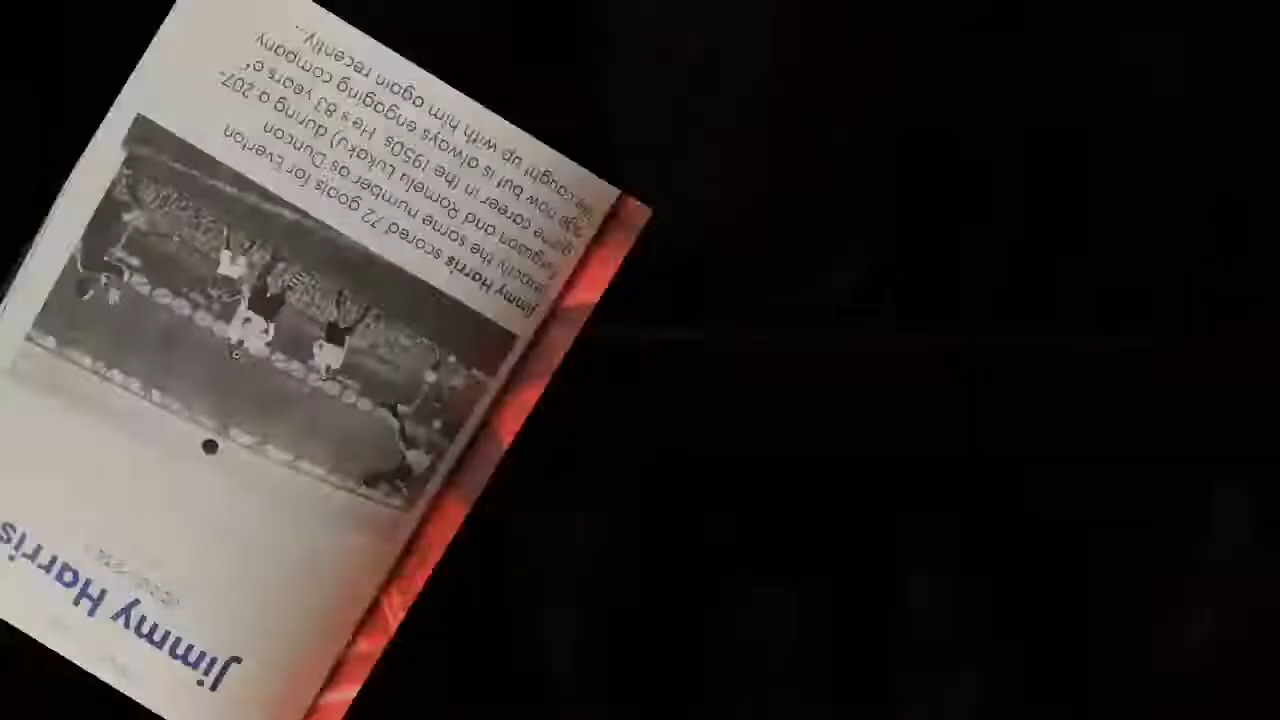 Jimmy Harris
Jimmy Harris scored 72 goals for Everton
(exactly the same number as Duncan
Ferguson and Romelu Lukaku) during a 207-
game career in the 1950s. He's 83 years of
age now but is always engaging company.
We caught up with him again recently...